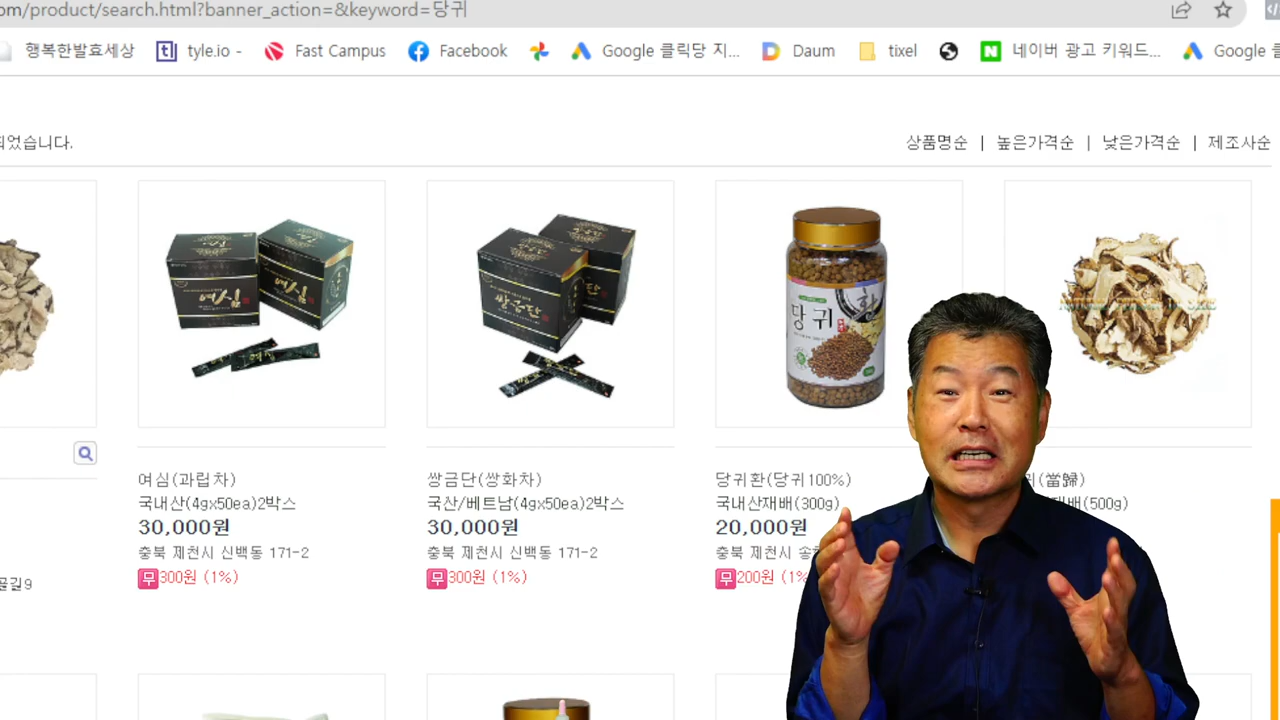 om/product/search.html?banner_action=&keyword=당귀
행복한발효세상 tyle.io - Fast Campus Facebook Google 클릭당 지... Daum tixel N 네이버 광고 키워드... Google 클
되었습니다.
상품명순 | 높은가격순 | 낮은가격순 | 제조사순
여심
여심
쌍금단
당귀환
여심(과립차)
국내산(4gx50ea)2박스
30,000원
충북 제천시 신백동 171-2
무 300원 (1%)
쌍금단(쌍화차)
국산/베트남(4gx50ea)2박스
30,000원
충북 제천시 신백동 171-2
무 300원 (1%)
당귀환(당귀100%)
국내산재배(300g)
20,000원
충북 제천시
무 200원 (1%
(當歸)
재배(500g)
길9